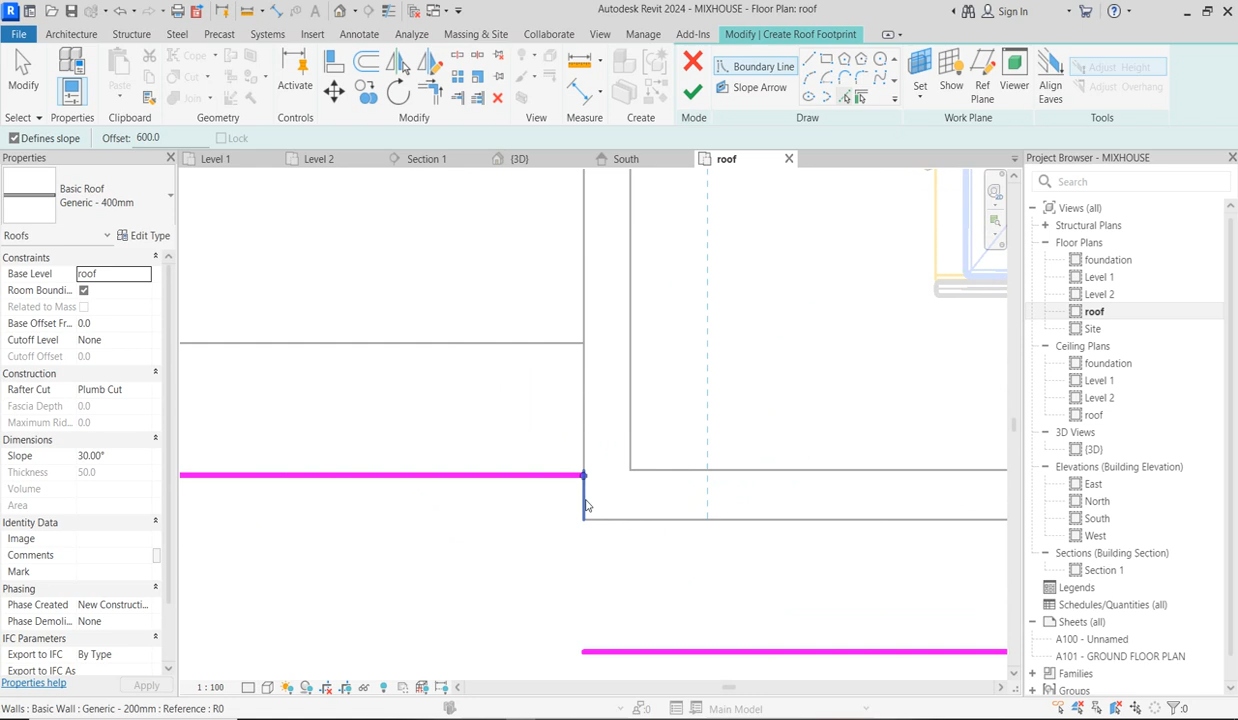 Autodesk Revit 2024 - MIXHOUSE - Floor Plan: roof
Sign In
File
Architecture
Structure
Steel
Precast
Systems
Insert
Annotate
Analyze
Massing & Site
Collaborate
View
Manage
Add-Ins
Modify | Create Roof Footprint
Modify
Properties
Paste
Cope
Cut
Join
Activate
Boundary Line
Slope Arrow
Set
Show
Ref Plane
Viewer
Align Eaves
Adjust Height
Adjust Overhang
Select
Properties
Clipboard
Geometry
Controls
Modify
View
Measure
Create
Mode
Draw
Work Plane
Tools
Defines slope
Offset: 600.0
Lock
Properties
Level 1
Level 2
Section 1
{3D}
South
roof
Project Browser - MIXHOUSE
Basic Roof
Generic - 400mm
Roofs
Edit Type
Constraints
Base Level roof
Room Boundi...
Related to Mass
Base Offset Fr... 0.0
Cutoff Level None
Cutoff Offset 0.0
Construction
Rafter Cut Plumb Cut
Fascia Depth 0.0
Maximum Rid... 0.0
Dimensions
Slope 30.00°
Thickness 50.0
Volume
Area
Identity Data
Image
Comments
Mark
Phasing
Phase Created New Constructi...
Phase Demoli... None
IFC Parameters
Export to IFC By Type
Export to IFC As
Properties help
Apply
Search
Views (all)
Structural Plans
Floor Plans
foundation
Level 1
Level 2
roof
Site
Ceiling Plans
foundation
Level 1
Level 2
roof
3D Views
{3D}
Elevations (Building Elevation)
East
North
South
West
Sections (Building Section)
Section 1
Legends
Schedules/Quantities (all)
Sheets (all)
A100 - Unnamed
A101 - GROUND FLOOR PLAN
Families
Groups
1 : 100
Walls : Basic Wall : Generic - 200mm : Reference : R0
:0
Main Model
:0